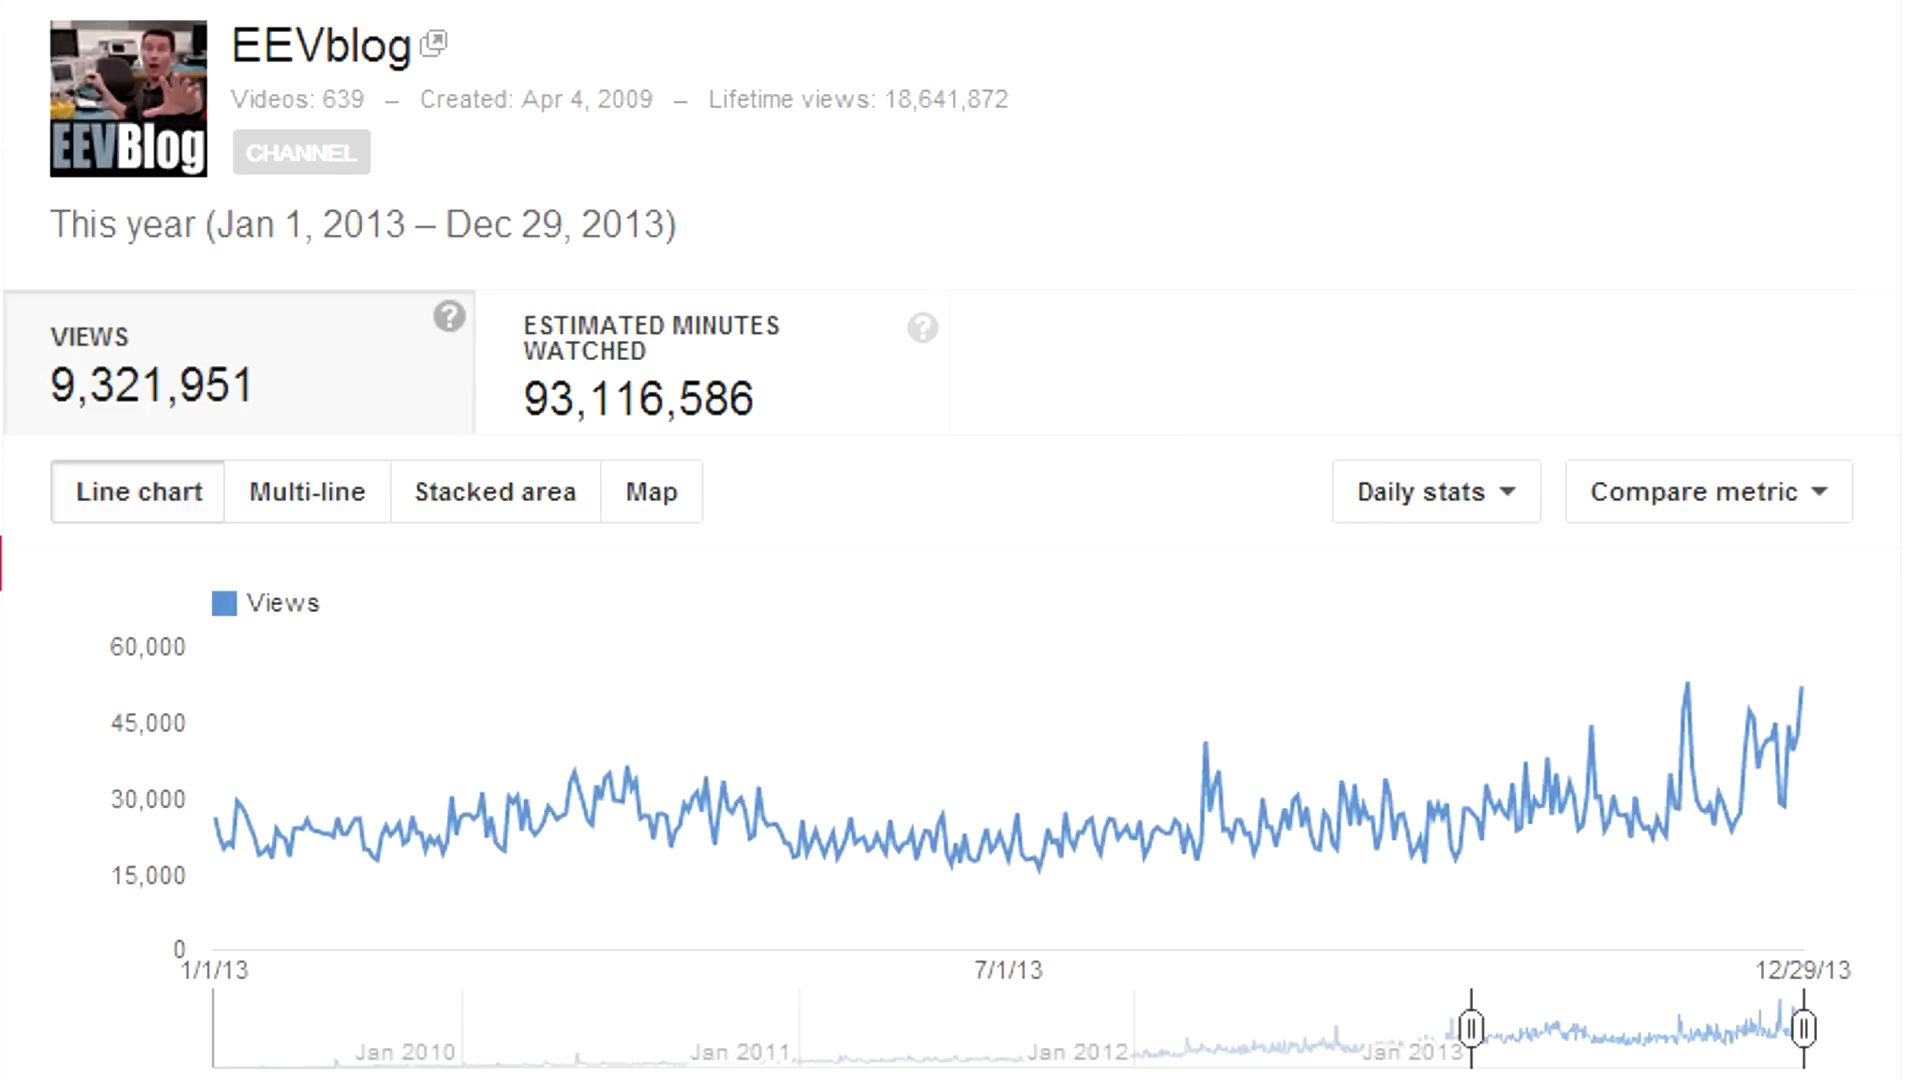 EEVblog
Videos: 639 – Created: Apr 4, 2009 – Lifetime views: 18,641,872
EEVBlog
CHANNEL
This year (Jan 1, 2013 – Dec 29, 2013)
VIEWS
9,321,951
ESTIMATED MINUTES
WATCHED
93,116,586
Line chart Multi-line Stacked area Map Daily stats Compare metric
Views
60,000
45,000
30,000
15,000
0
1/1/13 7/1/13 12/29/13
Jan 2010 Jan 2011 Jan 2012 Jan 2013